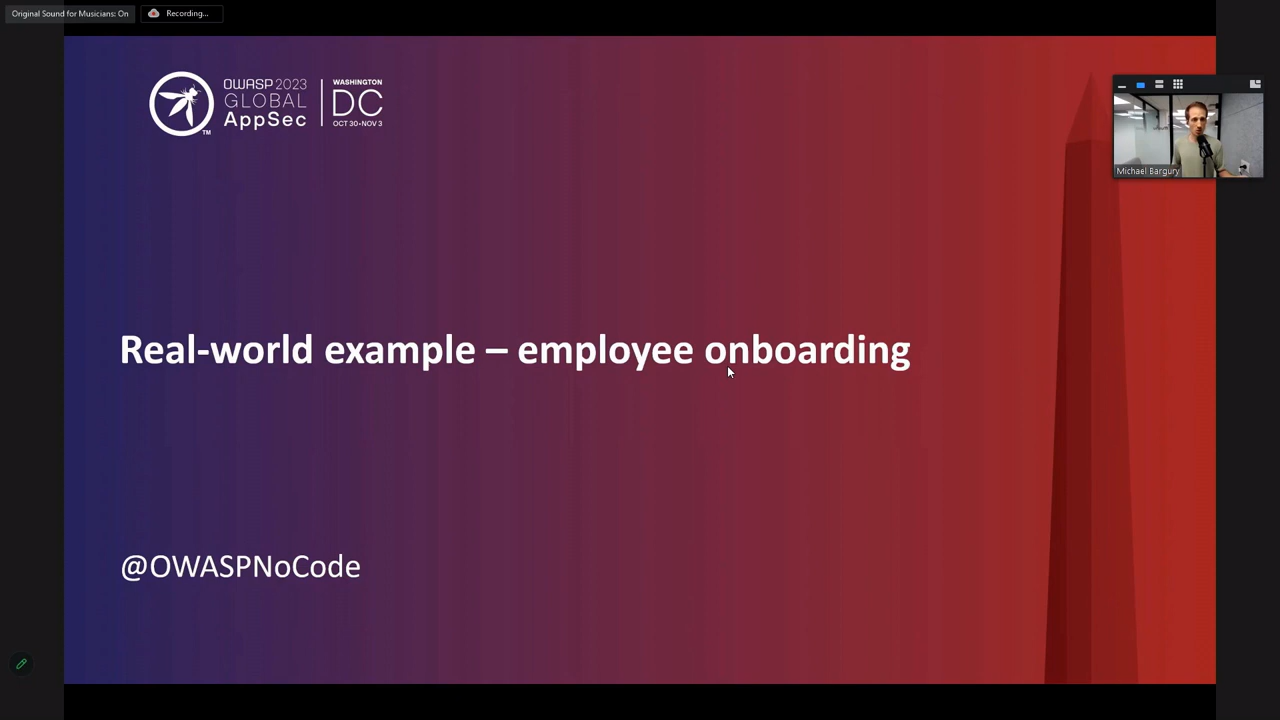 Original Sound for Musicians: On
Recording...
OWASP 2023
GLOBAL
AppSec
TM
WASHINGTON
DC
OCT 30•NOV 3
Michael Bargury
Real-world example – employee onboarding
@OWASPNoCode